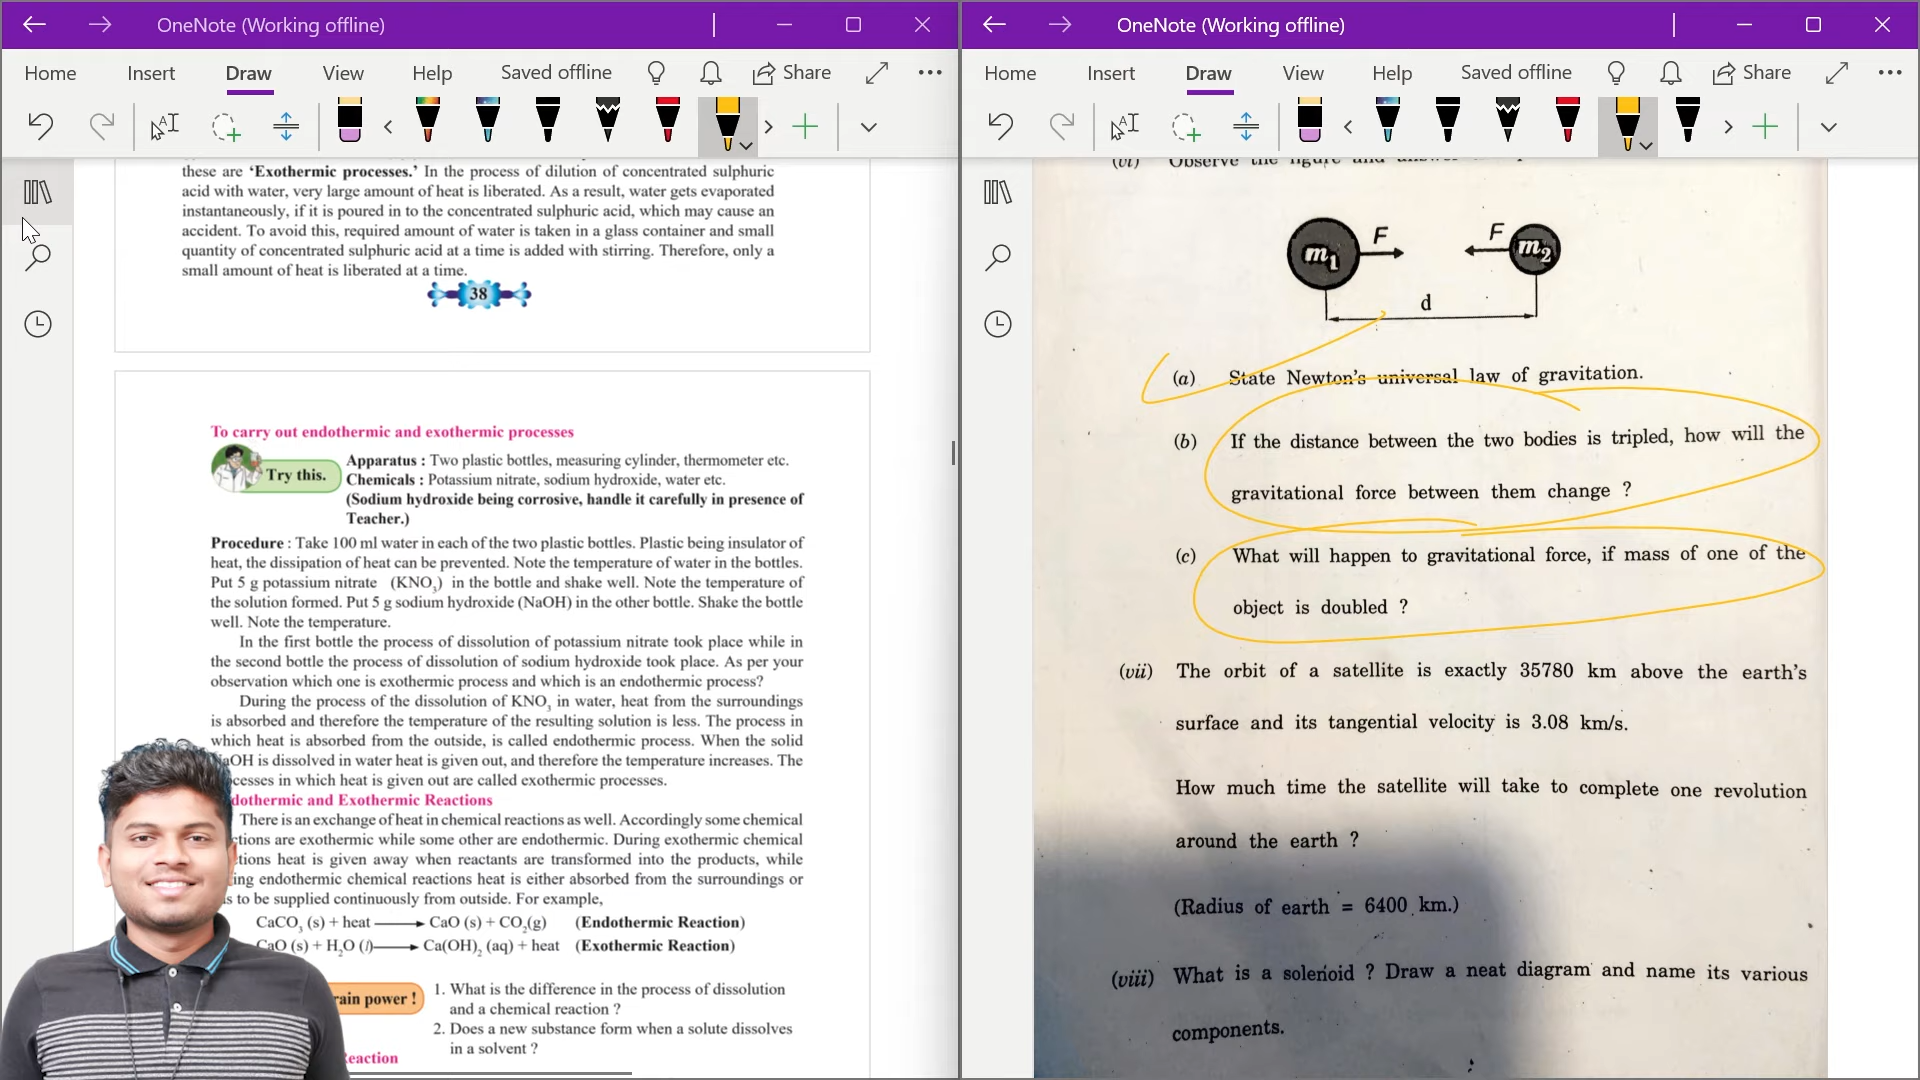 OneNote (Working offline)
Home Insert Draw View Help Saved offline Share
these are ‘Exothermic processes.’ In the process of dilution of concentrated sulphuric
acid with water, very large amount of heat is liberated. As a result, water gets evaporated
instantaneously, if it is poured in to the concentrated sulphuric acid, which may cause an
accident. To avoid this, required amount of water is taken in a glass container and small
quantity of concentrated sulphuric acid at a time is added with stirring. Therefore, only a
small amount of heat is liberated at a time.
38
To carry out endothermic and exothermic processes
Try this.
Apparatus : Two plastic bottles, measuring cylinder, thermometer etc.
Chemicals : Potassium nitrate, sodium hydroxide, water etc.
(Sodium hydroxide being corrosive, handle it carefully in presence of
Teacher.)
Procedure : Take 100 ml water in each of the two plastic bottles. Plastic being insulator of
heat, the dissipation of heat can be prevented. Note the temperature of water in the bottles.
Put 5 g potassium nitrate (KNO₃) in the bottle and shake well. Note the temperature of
the solution formed. Put 5 g sodium hydroxide (NaOH) in the other bottle. Shake the bottle
well. Note the temperature.
In the first bottle the process of dissolution of potassium nitrate took place while in
the second bottle the process of dissolution of sodium hydroxide took place. As per your
observation which one is exothermic process and which is an endothermic process?
During the process of the dissolution of KNO₃ in water, heat from the surroundings
is absorbed and therefore the temperature of the resulting solution is less. The process in
which heat is absorbed from the outside, is called endothermic process. When the solid
aOH is dissolved in water heat is given out, and therefore the temperature increases. The
cesses in which heat is given out are called exothermic processes.
dothermic and Exothermic Reactions
There is an exchange of heat in chemical reactions as well. Accordingly some chemical
tions are exothermic while some other are endothermic. During exothermic chemical
tions heat is given away when reactants are transformed into the products, while
ing endothermic chemical reactions heat is either absorbed from the surroundings or
s to be supplied continuously from outside. For example,
CaCO₃ (s) + heat ⟶ CaO (s) + CO₂(g) (Endothermic Reaction)
CaO (s) + H₂O (l) ⟶ Ca(OH)₂ (aq) + heat (Exothermic Reaction)
ain power !
1. What is the difference in the process of dissolution
and a chemical reaction ?
2. Does a new substance form when a solute dissolves
in a solvent ?
Reaction
OneNote (Working offline)
Home Insert Draw View Help Saved offline Share
(vi) Observe the figure and
m₁ F F m₂
d
(a) State Newton's universal law of gravitation.
(b) If the distance between the two bodies is tripled, how will the
gravitational force between them change ?
(c) What will happen to gravitational force, if mass of one of the
object is doubled ?
(vii) The orbit of a satellite is exactly 35780 km above the earth's
surface and its tangential velocity is 3.08 km/s.
How much time the satellite will take to complete one revolution
around the earth ?
(Radius of earth = 6400 km.)
(viii) What is a solenoid ? Draw a neat diagram and name its various
components.